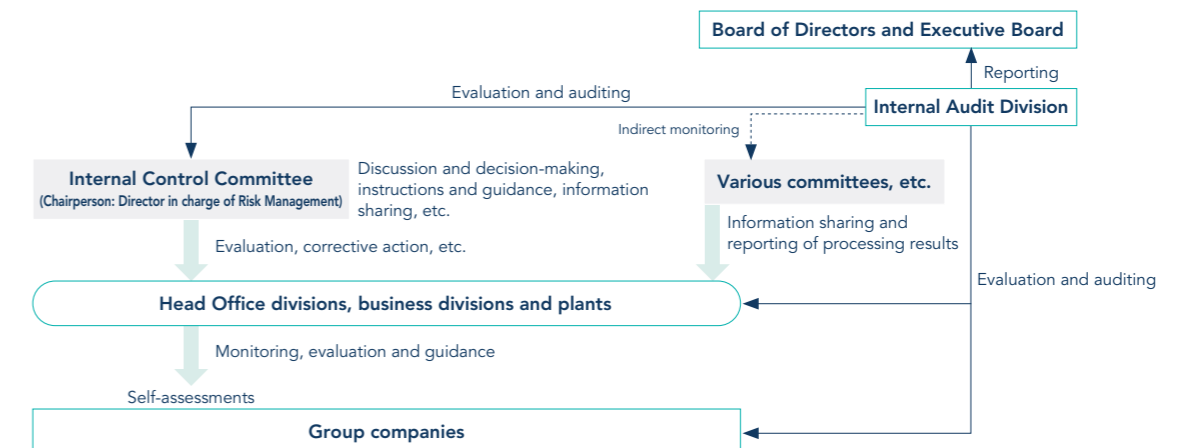 Board of Directors and Executive Board
Reporting
Evaluation and auditing
Internal Audit Division
Indirect monitoring
Internal Control Committee
(Chairperson: Director in charge of Risk Management)
Discussion and decision-making,
instructions and guidance, information
sharing, etc.
Various committees, etc.
Evaluation, corrective action, etc.
Information sharing and
reporting of processing results
Evaluation and auditing
Head Office divisions, business divisions and plants
Monitoring, evaluation and guidance
Self-assessments
Group companies